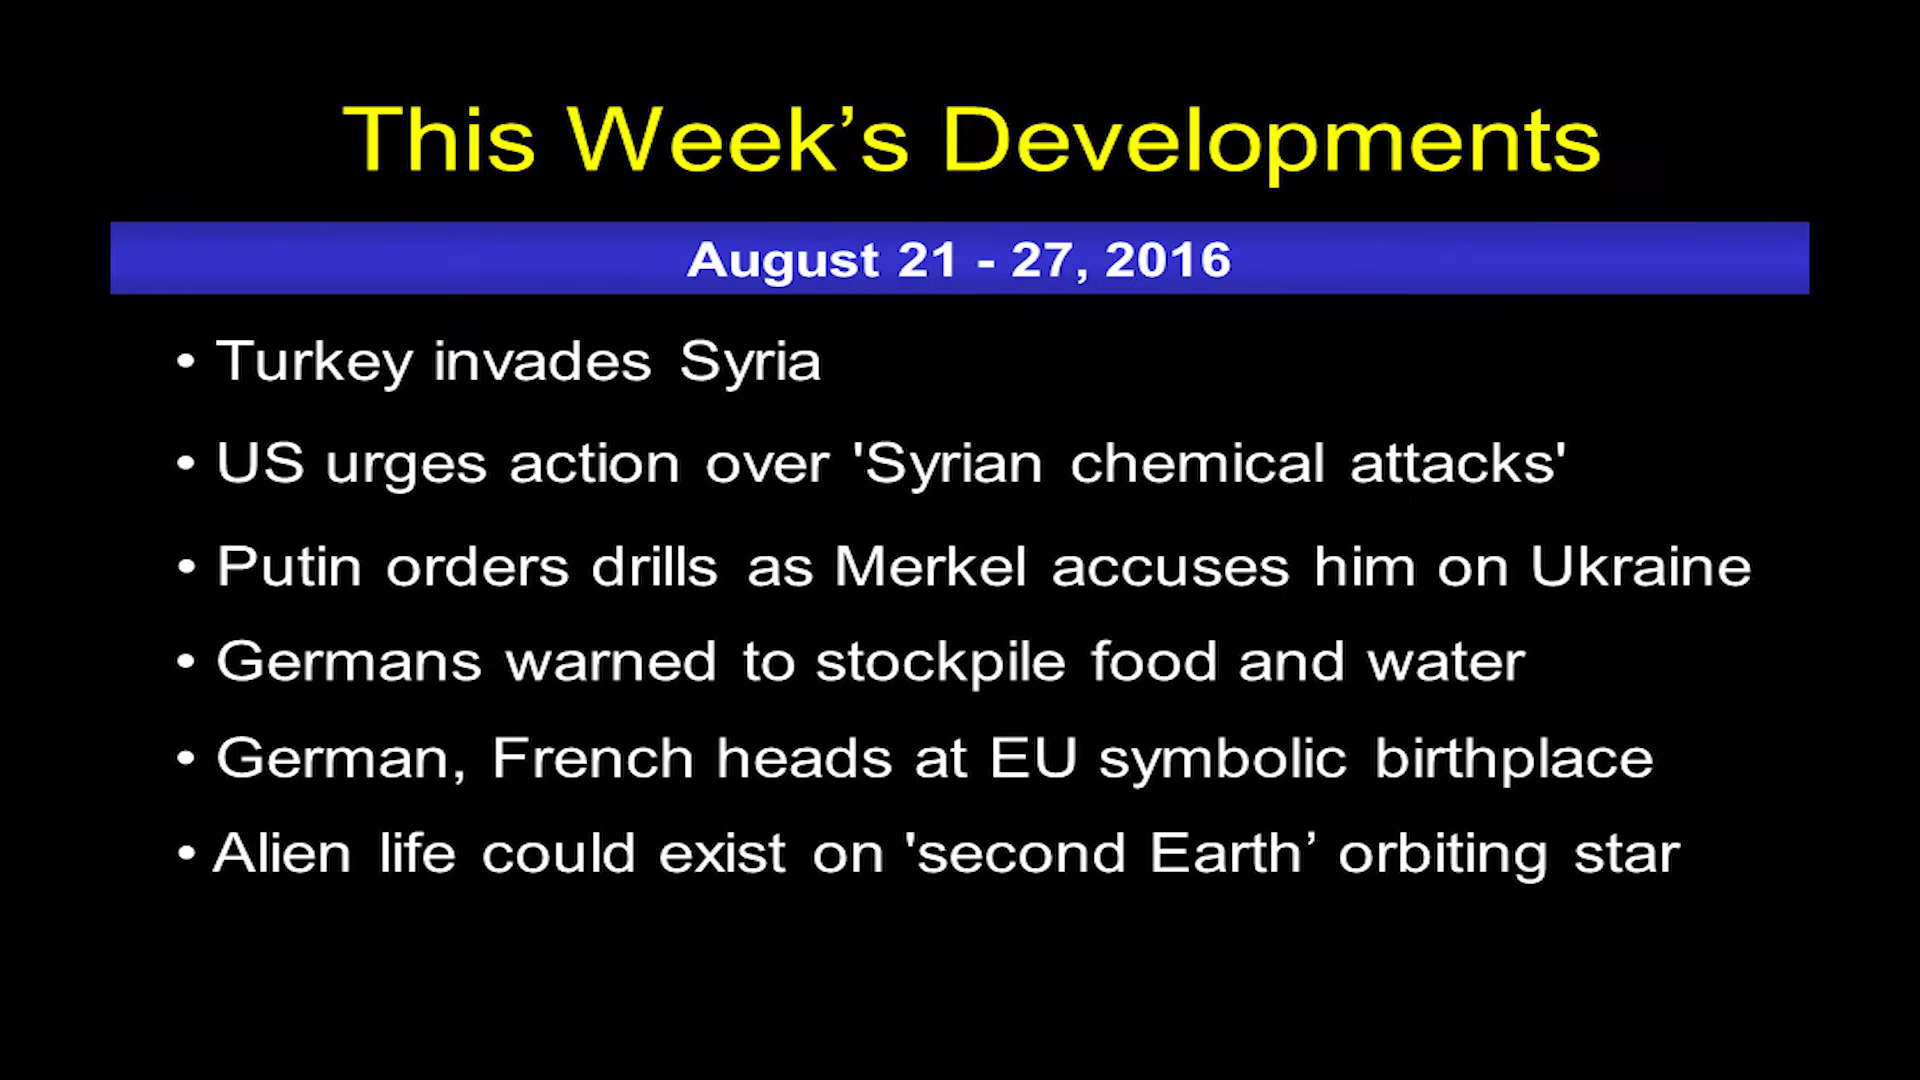 This Week’s Developments
August 21 - 27, 2016
• Turkey invades Syria
• US urges action over 'Syrian chemical attacks'
• Putin orders drills as Merkel accuses him on Ukraine
• Germans warned to stockpile food and water
• German, French heads at EU symbolic birthplace
• Alien life could exist on 'second Earth’ orbiting star